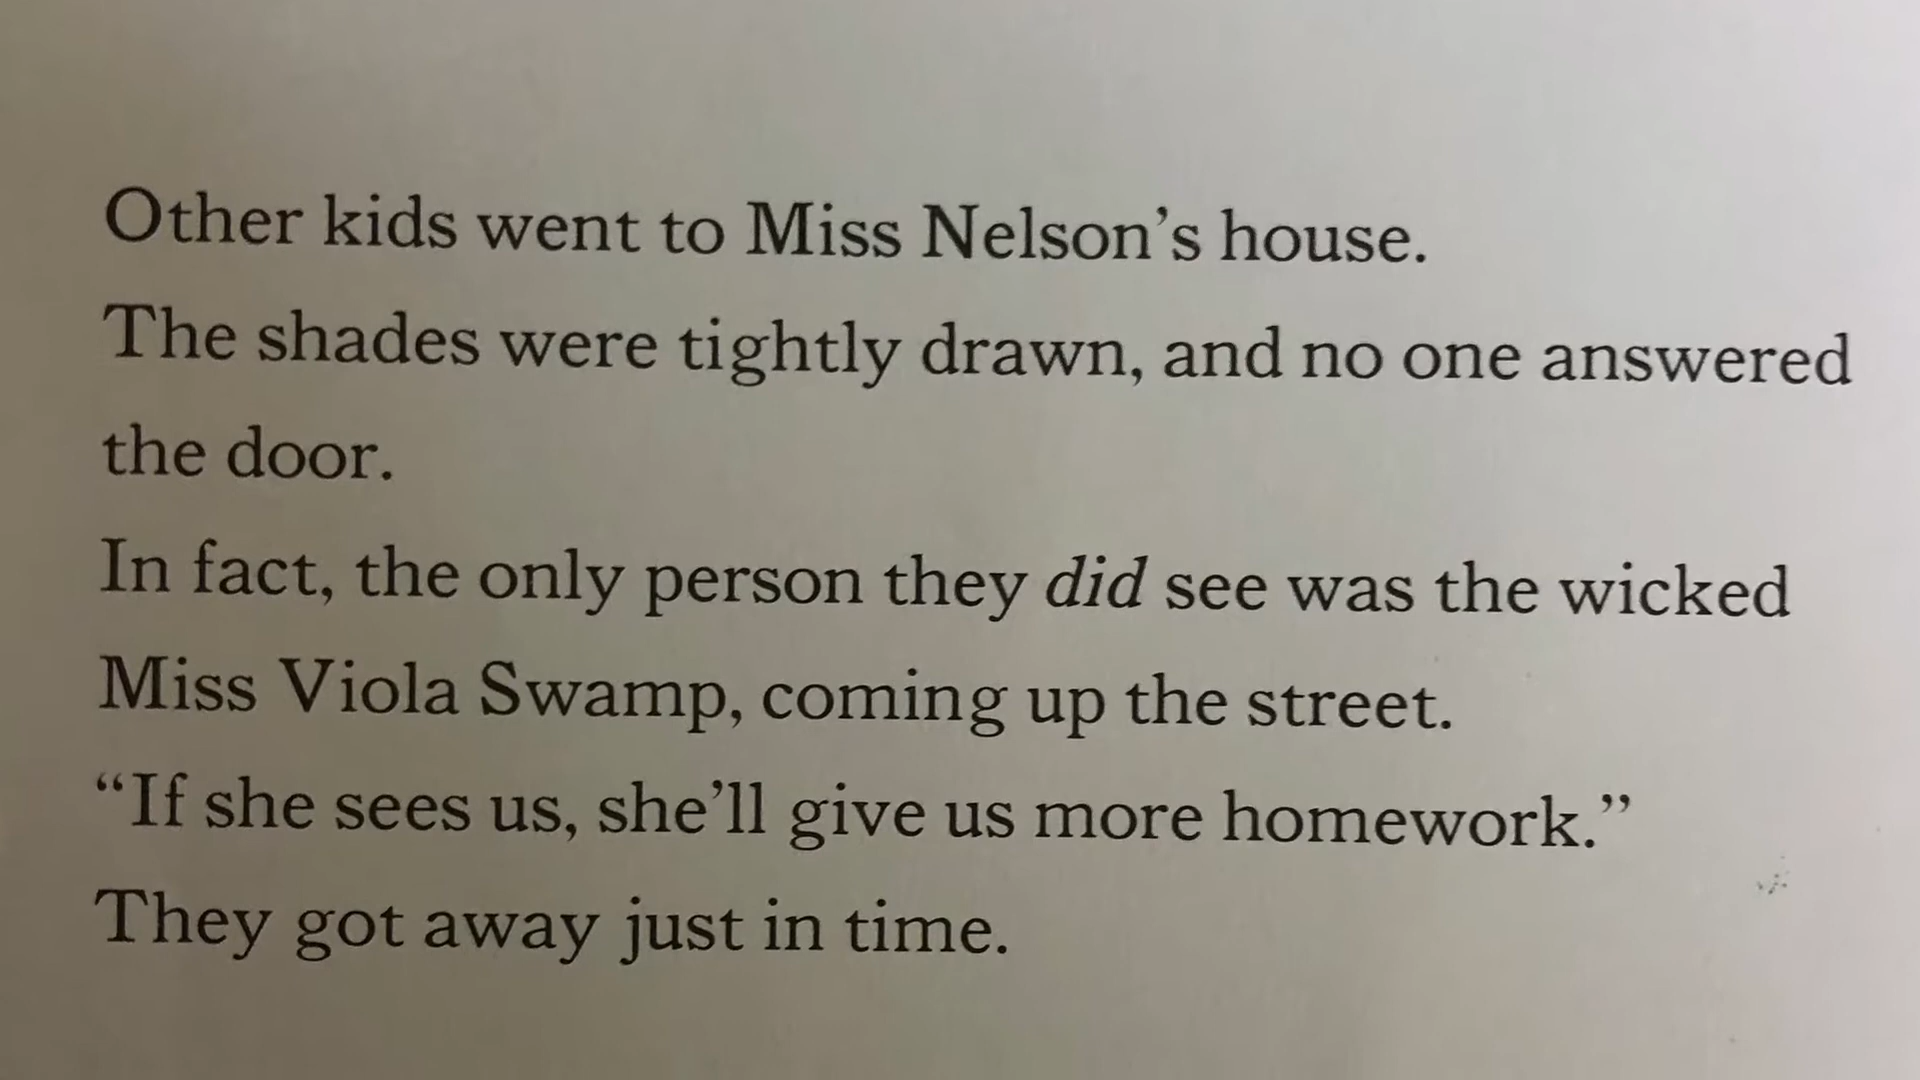 Other kids went to Miss Nelson’s house.
The shades were tightly drawn, and no one answered
the door.
In fact, the only person they did see was the wicked
Miss Viola Swamp, coming up the street.
“If she sees us, she’ll give us more homework.”
They got away just in time.